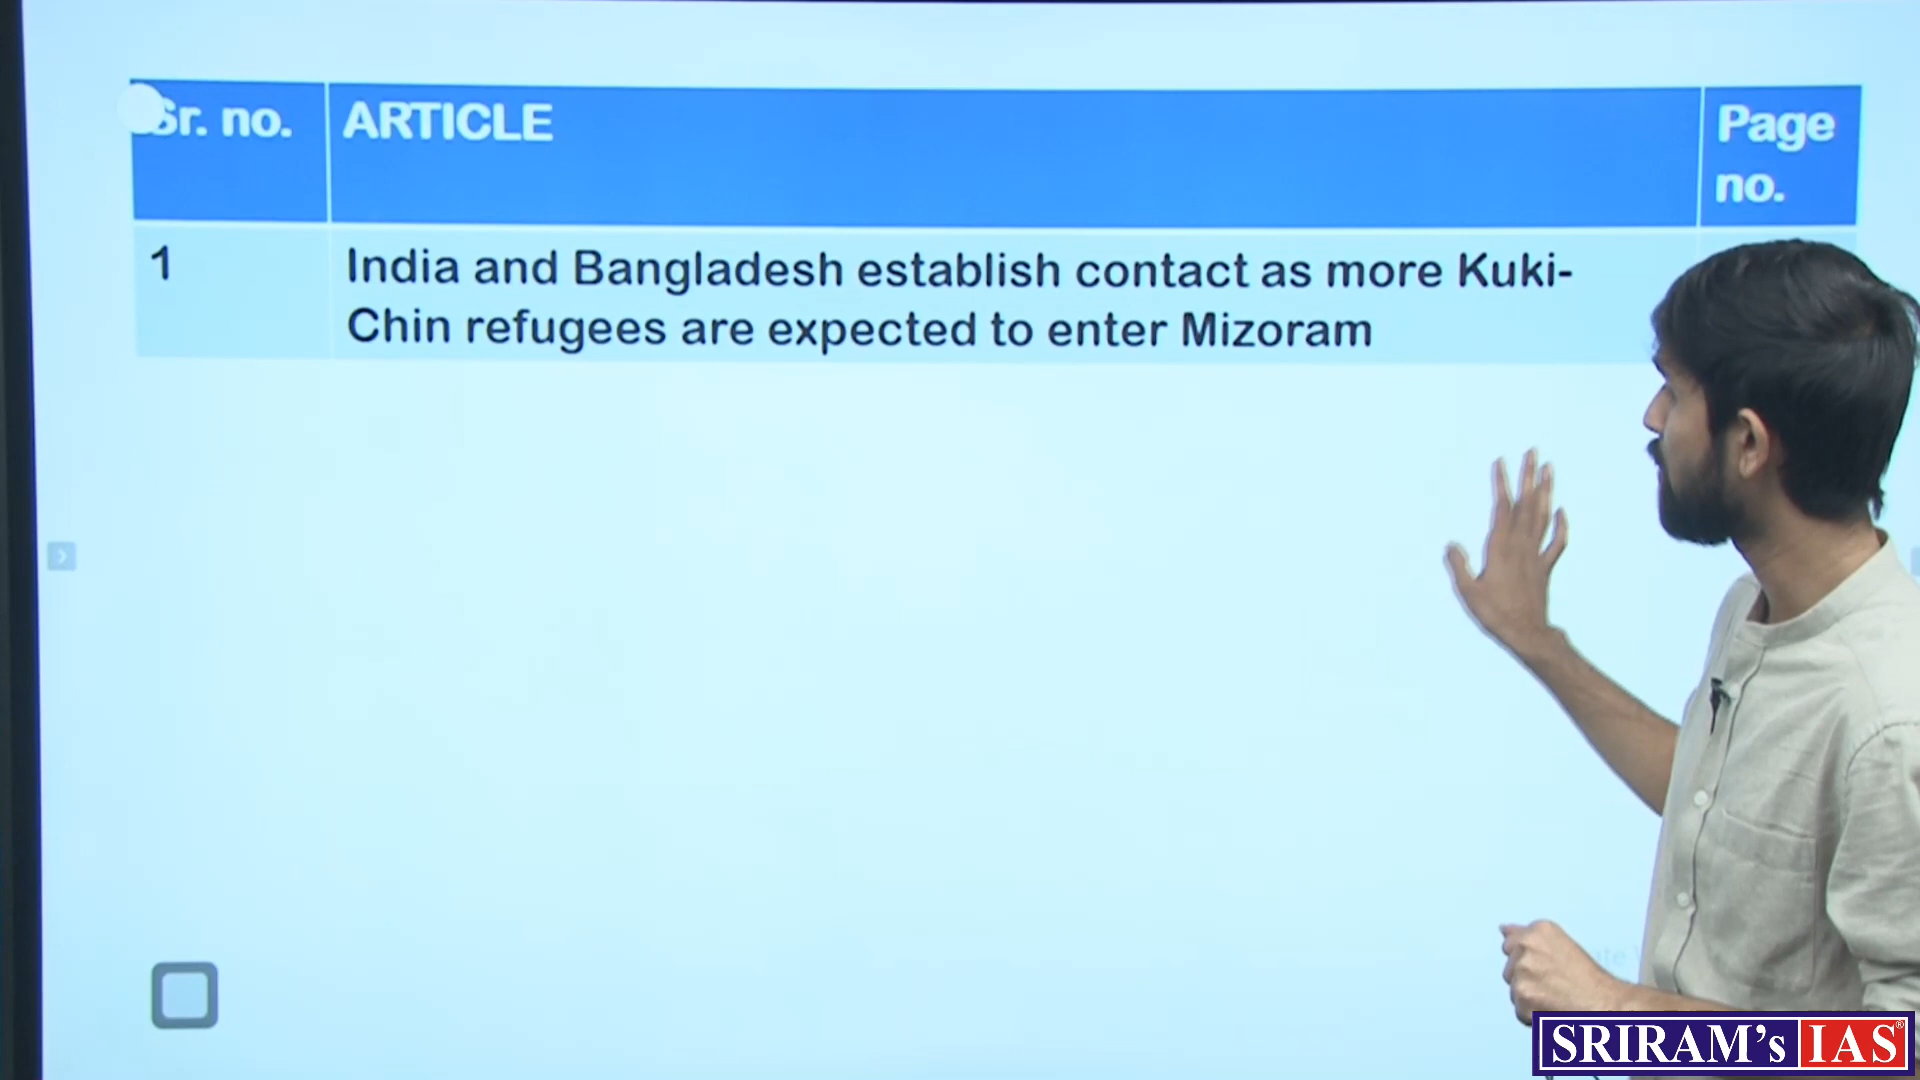 Sr. no.
ARTICLE
Page
no.
1
India and Bangladesh establish contact as more Kuki-
Chin refugees are expected to enter Mizoram
SRIRAM's IAS®